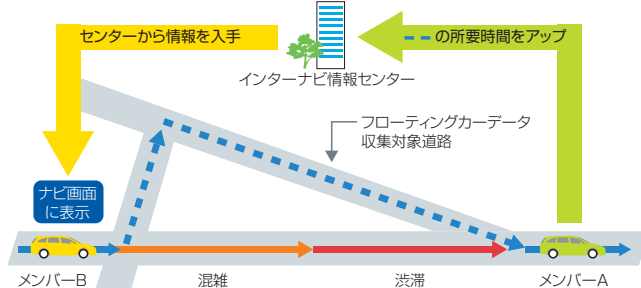 センターから情報を入手
の所要時間をアップ
インターナビ情報センター
フローティングカーデータ
収集対象道路
ナビ画面
に表示
メンバーB
混雑
渋滞
メンバーA